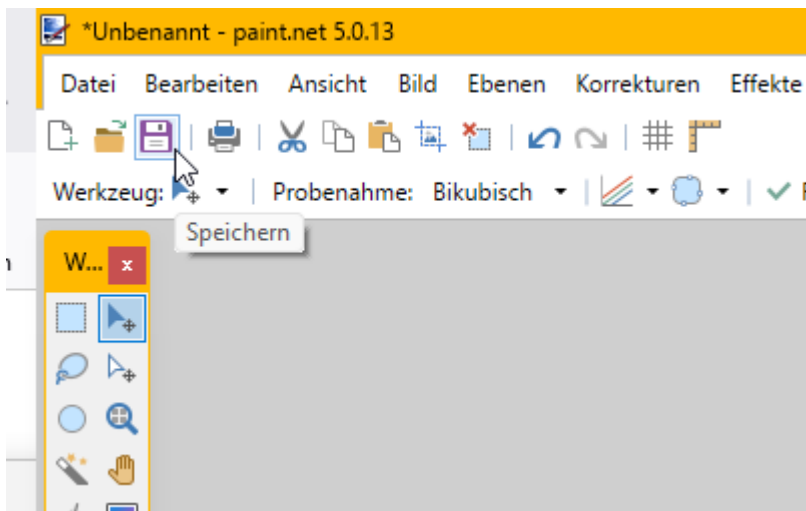 *Unbenannt - paint.net 5.0.13
Datei Bearbeiten Ansicht Bild Ebenen Korrekturen Effekte
Werkzeug: Probenahme: Bikubisch
Speichern
W...